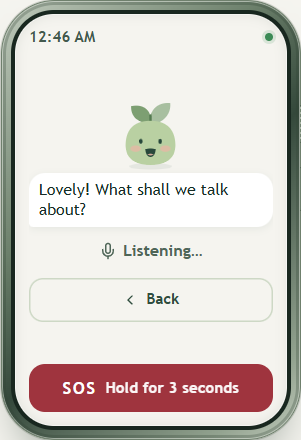 12:46 AM
Lovely! What shall we talk
about?
Listening...
Back
SOS Hold for 3 seconds